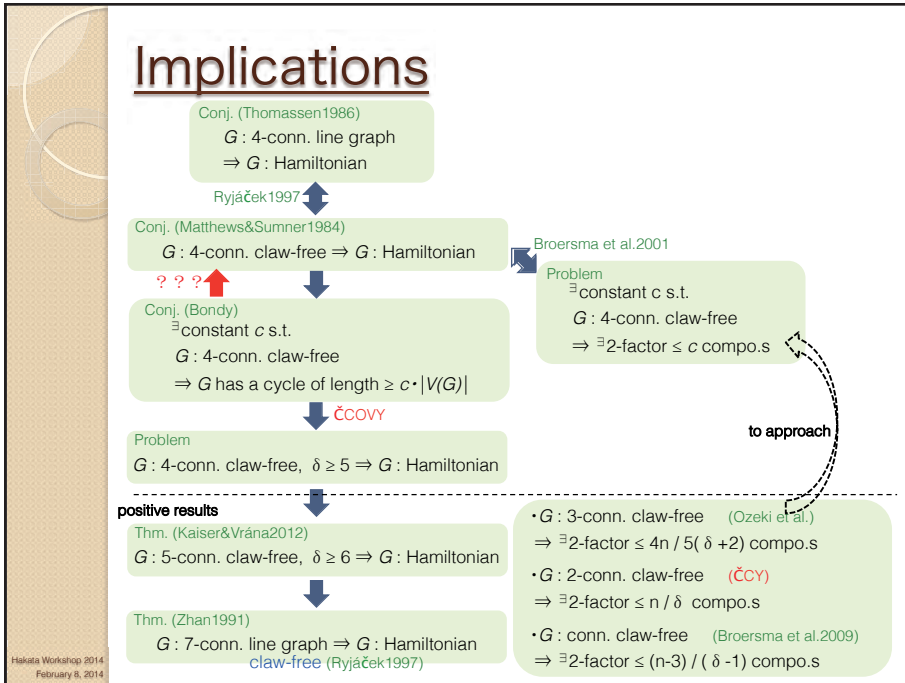 Implications
Conj. (Thomassen1986)
G : 4-conn. line graph
⇒ G : Hamiltonian
Ryjáček1997
Conj. (Matthews&Sumner1984)
G : 4-conn. claw-free ⇒ G : Hamiltonian
Broersma et al.2001
Problem
∃constant c s.t.
G : 4-conn. claw-free
⇒ ∃2-factor ≤ c compo.s
? ? ?
Conj. (Bondy)
∃constant c s.t.
G : 4-conn. claw-free
⇒ G has a cycle of length ≥ c・|V(G)|
ČCOVY
to approach
Problem
G : 4-conn. claw-free, δ ≥ 5 ⇒ G : Hamiltonian
positive results
Thm. (Kaiser&Vrána2012)
G : 5-conn. claw-free, δ ≥ 6 ⇒ G : Hamiltonian
Thm. (Zhan1991)
G : 7-conn. line graph ⇒ G : Hamiltonian
claw-free (Ryjáček1997)
・G : 3-conn. claw-free (Ozeki et al.)
⇒ ∃2-factor ≤ 4n / 5( δ +2) compo.s
・G : 2-conn. claw-free (ČCY)
⇒ ∃2-factor ≤ n / δ compo.s
・G : conn. claw-free (Broersma et al.2009)
⇒ ∃2-factor ≤ (n-3) / ( δ -1) compo.s
Hakata Workshop 2014
February 8, 2014